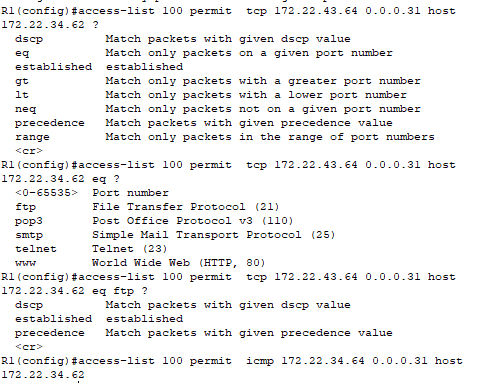 R1(config)#access-list 100 permit  tcp 172.22.43.64 0.0.0.31 host
172.22.34.62 ?
  dscp         Match packets with given dscp value
  eq           Match only packets on a given port number
  established  established
  gt           Match only packets with a greater port number
  lt           Match only packets with a lower port number
  neq          Match only packets not on a given port number
  precedence   Match packets with given precedence value
  range        Match only packets in the range of port numbers
  <cr>
R1(config)#access-list 100 permit  tcp 172.22.43.64 0.0.0.31 host
172.22.34.62 eq ?
  <0-65535>  Port number
  ftp        File Transfer Protocol (21)
  pop3       Post Office Protocol v3 (110)
  smtp       Simple Mail Transport Protocol (25)
  telnet     Telnet (23)
  www        World Wide Web (HTTP, 80)
R1(config)#access-list 100 permit  tcp 172.22.43.64 0.0.0.31 host
172.22.34.62 eq ftp ?
  dscp         Match packets with given dscp value
  established  established
  precedence   Match packets with given precedence value
  <cr>
R1(config)#access-list 100 permit  icmp 172.22.34.64 0.0.0.31 host
172.22.34.62